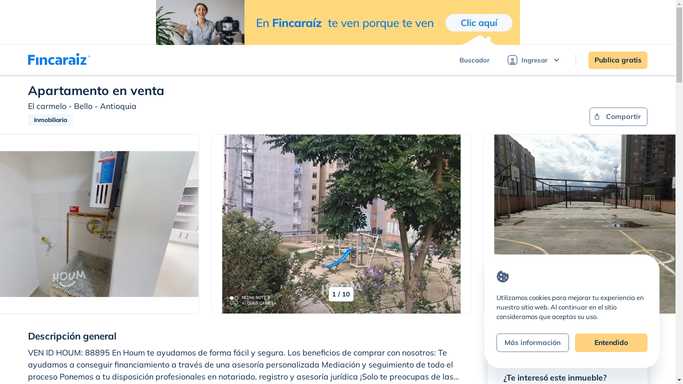 En Fincaraíz te ven porque te ven
Clic aquí
Fincaraiz
Buscador
Ingresar
Publica gratis
Apartamento en venta
El carmelo - Bello - Antioquia
Inmobiliaria
Compartir
HOUM
1 / 10
Utilizamos cookies para mejorar tu experiencia en
nuestro sitio web. Al continuar en el sitio
consideramos que aceptas su uso.
Más información
Entendido
Descripción general
VEN ID HOUM: 88895 En Houm te ayudamos de forma fácil y segura. Los beneficios de comprar con nosotros: Te
ayudamos a conseguir financiamiento a través de una asesoría personalizada Mediación y seguimiento de todo el
proceso Ponemos a tu disposición profesionales en notariado, registro y asesoría jurídica ¡Solo te preocupas de las...
¿Te interesó este inmueble?